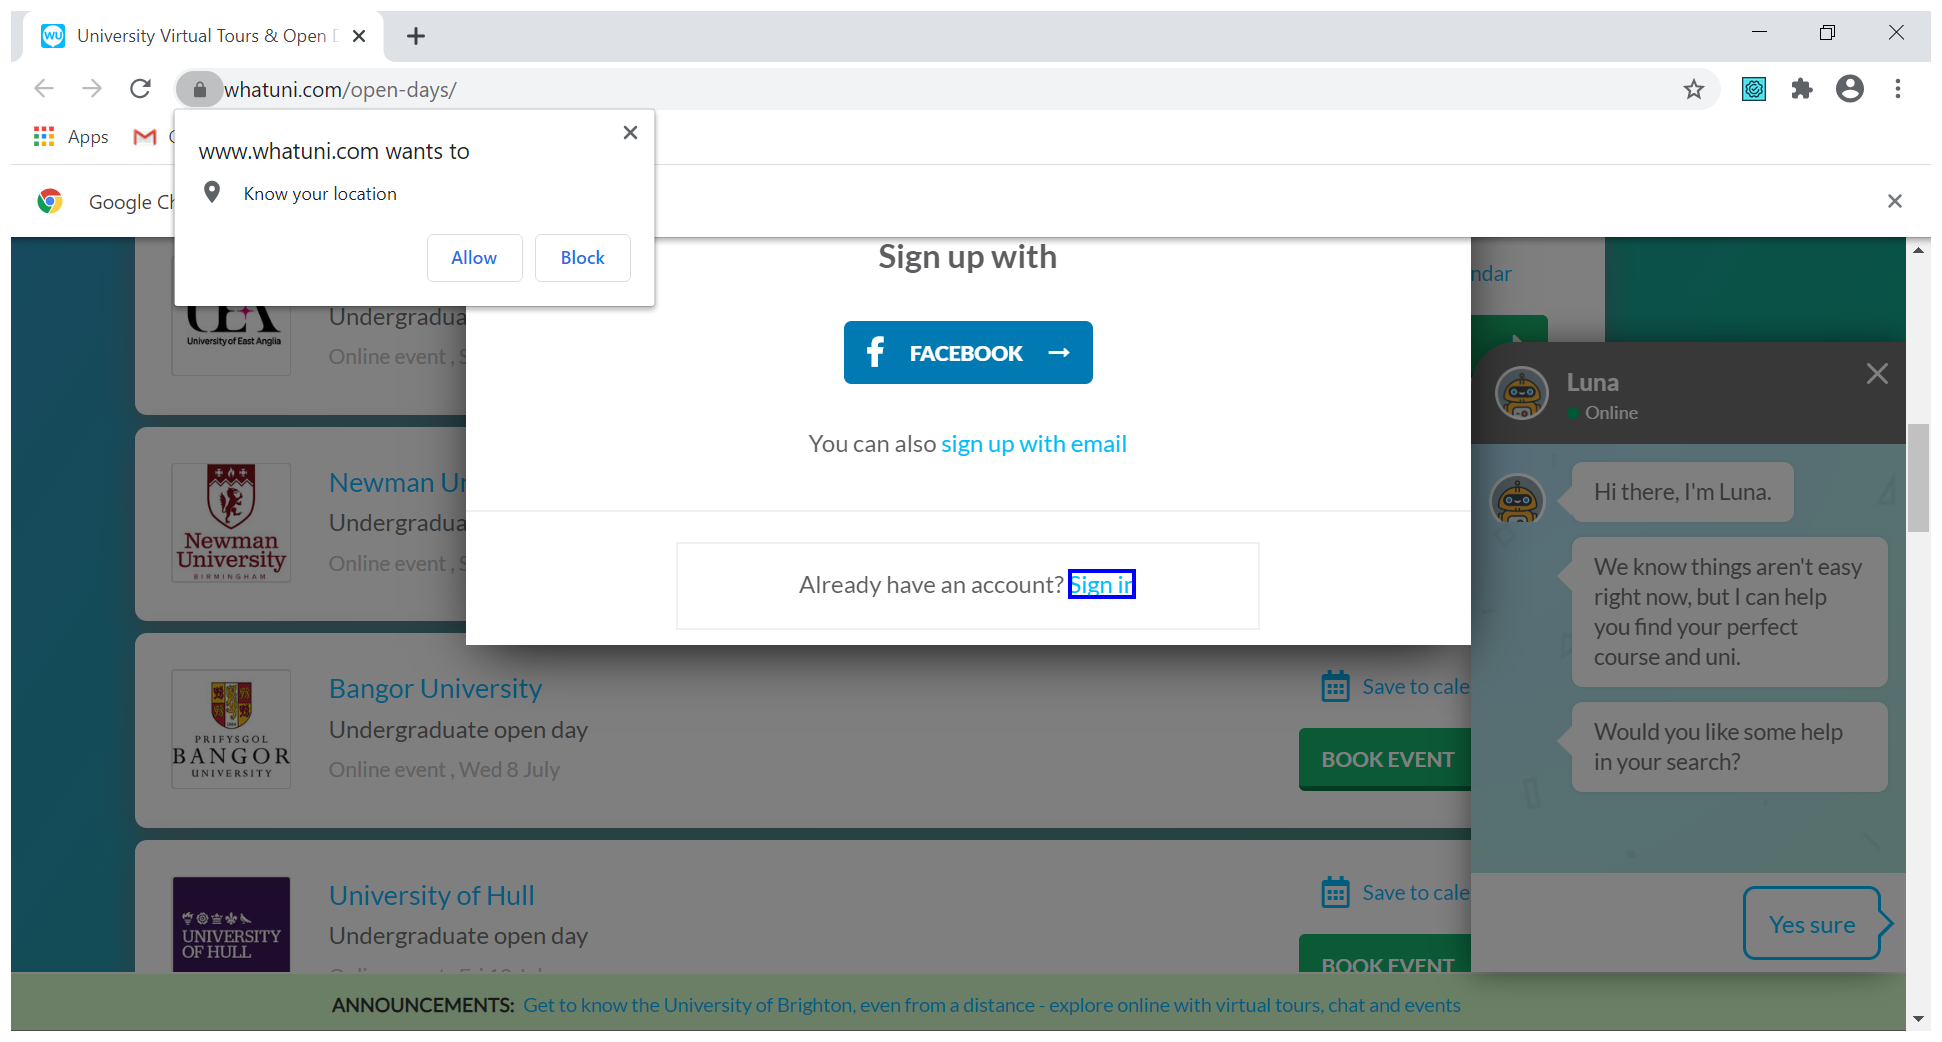 University Virtual Tours & Open
whatuni.com/open-days/
Apps
www.whatuni.com wants to
Know your location
Allow
Block
Google Ch
Sign up with
FACEBOOK
You can also sign up with email
Already have an account? Sign in
University of East Anglia
Undergradua
Online event , S
Newman University
BIRMINGHAM
Newman Un
Undergradua
Online event , S
PRIFYSGOL
BANGOR
UNIVERSITY
Bangor University
Undergraduate open day
Online event , Wed 8 July
Save to cale
BOOK EVENT
UNIVERSITY
OF HULL
University of Hull
Undergraduate open day
Save to cale
BOOK EVENT
ndar
Luna
Online
Hi there, I'm Luna.
We know things aren't easy
right now, but I can help
you find your perfect
course and uni.
Would you like some help
in your search?
Yes sure
ANNOUNCEMENTS: Get to know the University of Brighton, even from a distance - explore online with virtual tours, chat and events